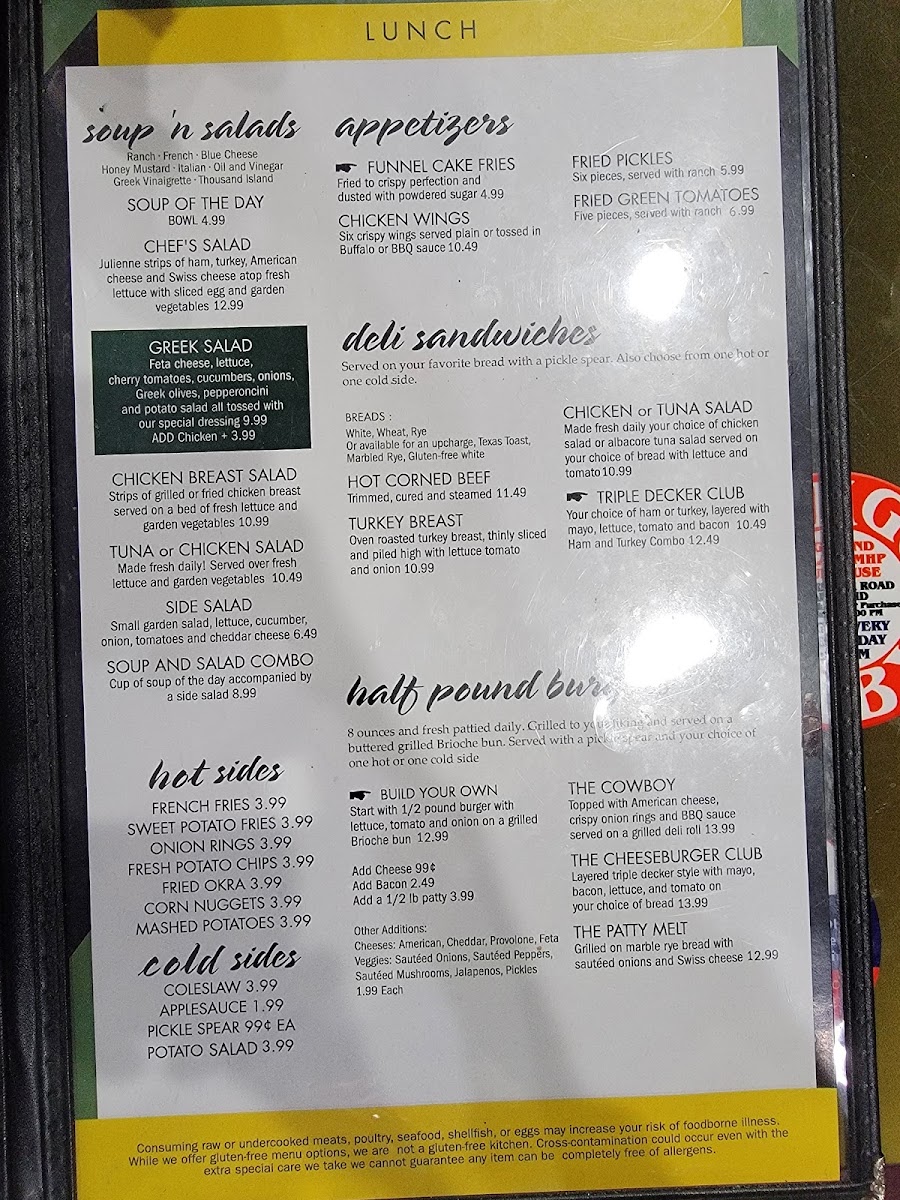 LUNCH
soup 'n salads
Ranch · French · Blue Cheese
Honey Mustard · Italian · Oil and Vinegar
Greek Vinaigrette · Thousand Island
SOUP OF THE DAY
BOWL 4.99
CHEF'S SALAD
Julienne strips of ham, turkey, American
cheese and Swiss cheese atop fresh
lettuce with sliced egg and garden
vegetables 12.99
GREEK SALAD
Feta cheese, lettuce,
cherry tomatoes, cucumbers, onions,
Greek olives, pepperoncini
and potato salad all tossed with
our special dressing 9.99
ADD Chicken + 3.99
CHICKEN BREAST SALAD
Strips of grilled or fried chicken breast
served on a bed of fresh lettuce and
garden vegetables 10.99
TUNA or CHICKEN SALAD
Made fresh daily! Served over fresh
lettuce and garden vegetables 10.49
SIDE SALAD
Small garden salad, lettuce, cucumber,
onion, tomatoes and cheddar cheese 6.49
SOUP AND SALAD COMBO
Cup of soup of the day accompanied by
a side salad 8.99
hot sides
FRENCH FRIES 3.99
SWEET POTATO FRIES 3.99
ONION RINGS 3.99
FRESH POTATO CHIPS 3.99
FRIED OKRA 3.99
CORN NUGGETS 3.99
MASHED POTATOES 3.99
cold sides
COLESLAW 3.99
APPLESAUCE 1.99
PICKLE SPEAR 99¢ EA
POTATO SALAD 3.99
appetizers
FUNNEL CAKE FRIES
Fried to crispy perfection and
dusted with powdered sugar 4.99
CHICKEN WINGS
Six crispy wings served plain or tossed in
Buffalo or BBQ sauce 10.49
FRIED PICKLES
Six pieces, served with ranch 5.99
FRIED GREEN TOMATOES
Five pieces, served with ranch 6.99
deli sandwiches
Served on your favorite bread with a pickle spear. Also choose from one hot or
one cold side.
BREADS :
White, Wheat, Rye
Or available for an upcharge, Texas Toast,
Marbled Rye, Gluten-free white
HOT CORNED BEEF
Trimmed, cured and steamed 11.49
TURKEY BREAST
Oven roasted turkey breast, thinly sliced
and piled high with lettuce tomato
and onion 10.99
CHICKEN or TUNA SALAD
Made fresh daily your choice of chicken
salad or albacore tuna salad served on
your choice of bread with lettuce and
tomato 10.99
TRIPLE DECKER CLUB
Your choice of ham or turkey, layered with
mayo, lettuce, tomato and bacon 10.49
Ham and Turkey Combo 12.49
half pound
8 ounces and fresh pattied daily. Grilled to your liking and served on a
buttered grilled Brioche bun. Served with a pickle spear and your choice of
one hot or one cold side
BUILD YOUR OWN
Start with 1/2 pound burger with
lettuce, tomato and onion on a grilled
Brioche bun 12.99
Add Cheese 99¢
Add Bacon 2.49
Add a 1/2 lb patty 3.99
Other Additions:
Cheeses: American, Cheddar, Provolone, Feta
Veggies: Sautéed Onions, Sautéed Peppers,
Sautéed Mushrooms, Jalapenos, Pickles
1.99 Each
THE COWBOY
Topped with American cheese,
crispy onion rings and BBQ sauce
served on a grilled deli roll 13.99
THE CHEESEBURGER CLUB
Layered triple decker style with mayo,
bacon, lettuce, and tomato on
your choice of bread 13.99
THE PATTY MELT
Grilled on marble rye bread with
sautéed onions and Swiss cheese 12.99
Consuming raw or undercooked meats, poultry, seafood, shellfish, or eggs may increase your risk of foodborne illness.
While we offer gluten-free menu options, we are not a gluten-free kitchen. Cross-contamination could occur even with the
extra special care we take we cannot guarantee any item can be completely free of allergens.
ROAD